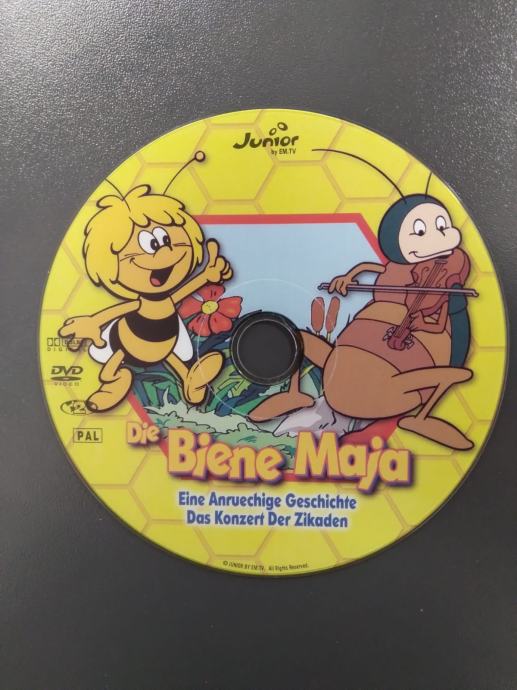 Junior
by EM.TV
DIGITAL
DVD
VIDEO
PAL
Die
Biene Maja
Eine Anruechige Geschichte
Das Konzert Der Zikaden
© JUNIOR BY EM.TV. All Rights Reserved.